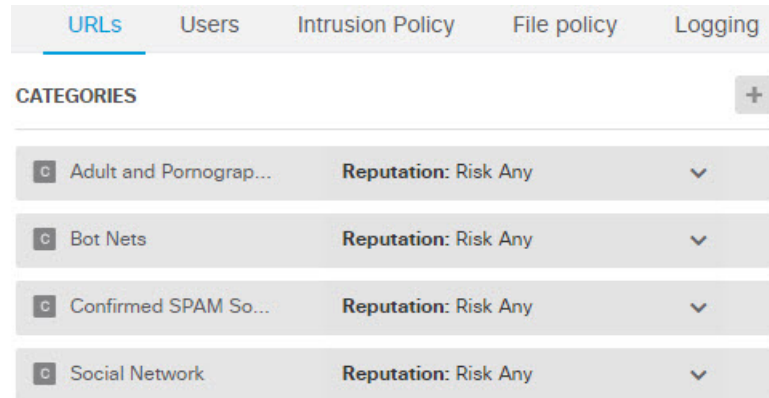 URLs Users Intrusion Policy File policy Logging
CATEGORIES +
C Adult and Pornograp... Reputation: Risk Any
C Bot Nets Reputation: Risk Any
C Confirmed SPAM So... Reputation: Risk Any
C Social Network Reputation: Risk Any